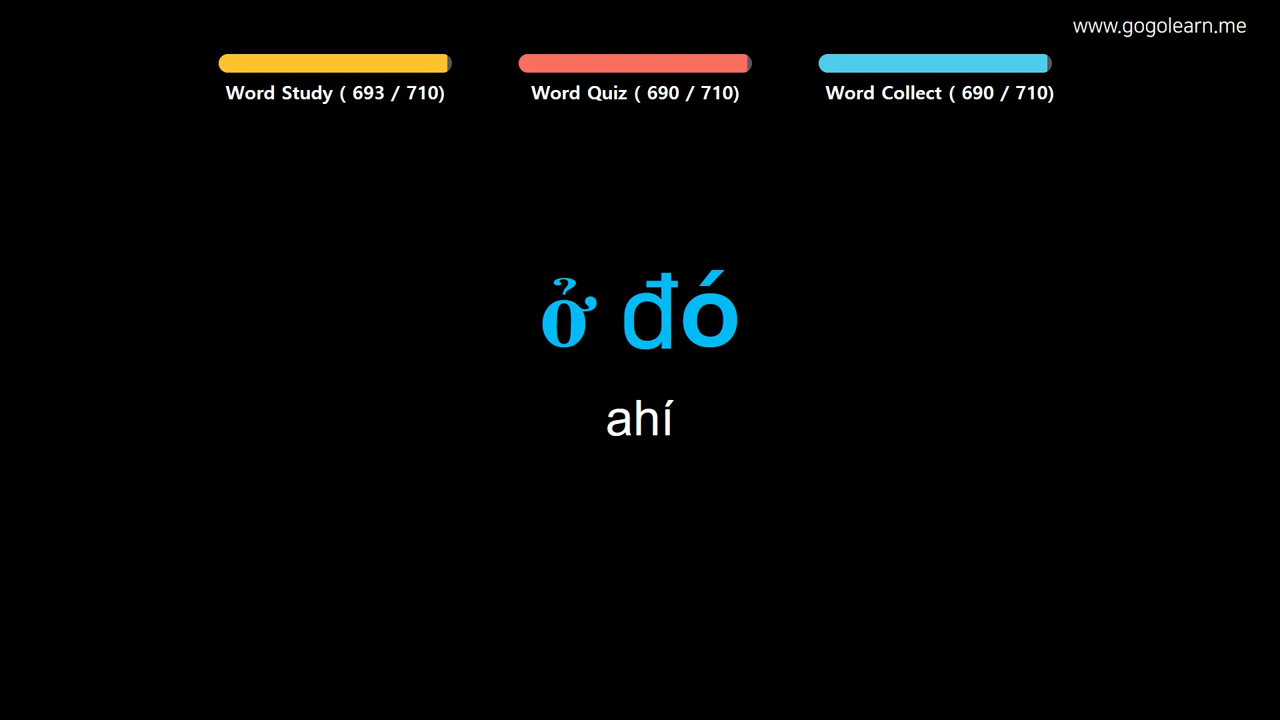 www.gogolearn.me
Word Study ( 693 / 710)
Word Quiz ( 690 / 710)
Word Collect ( 690 / 710)
ở đó
ahí